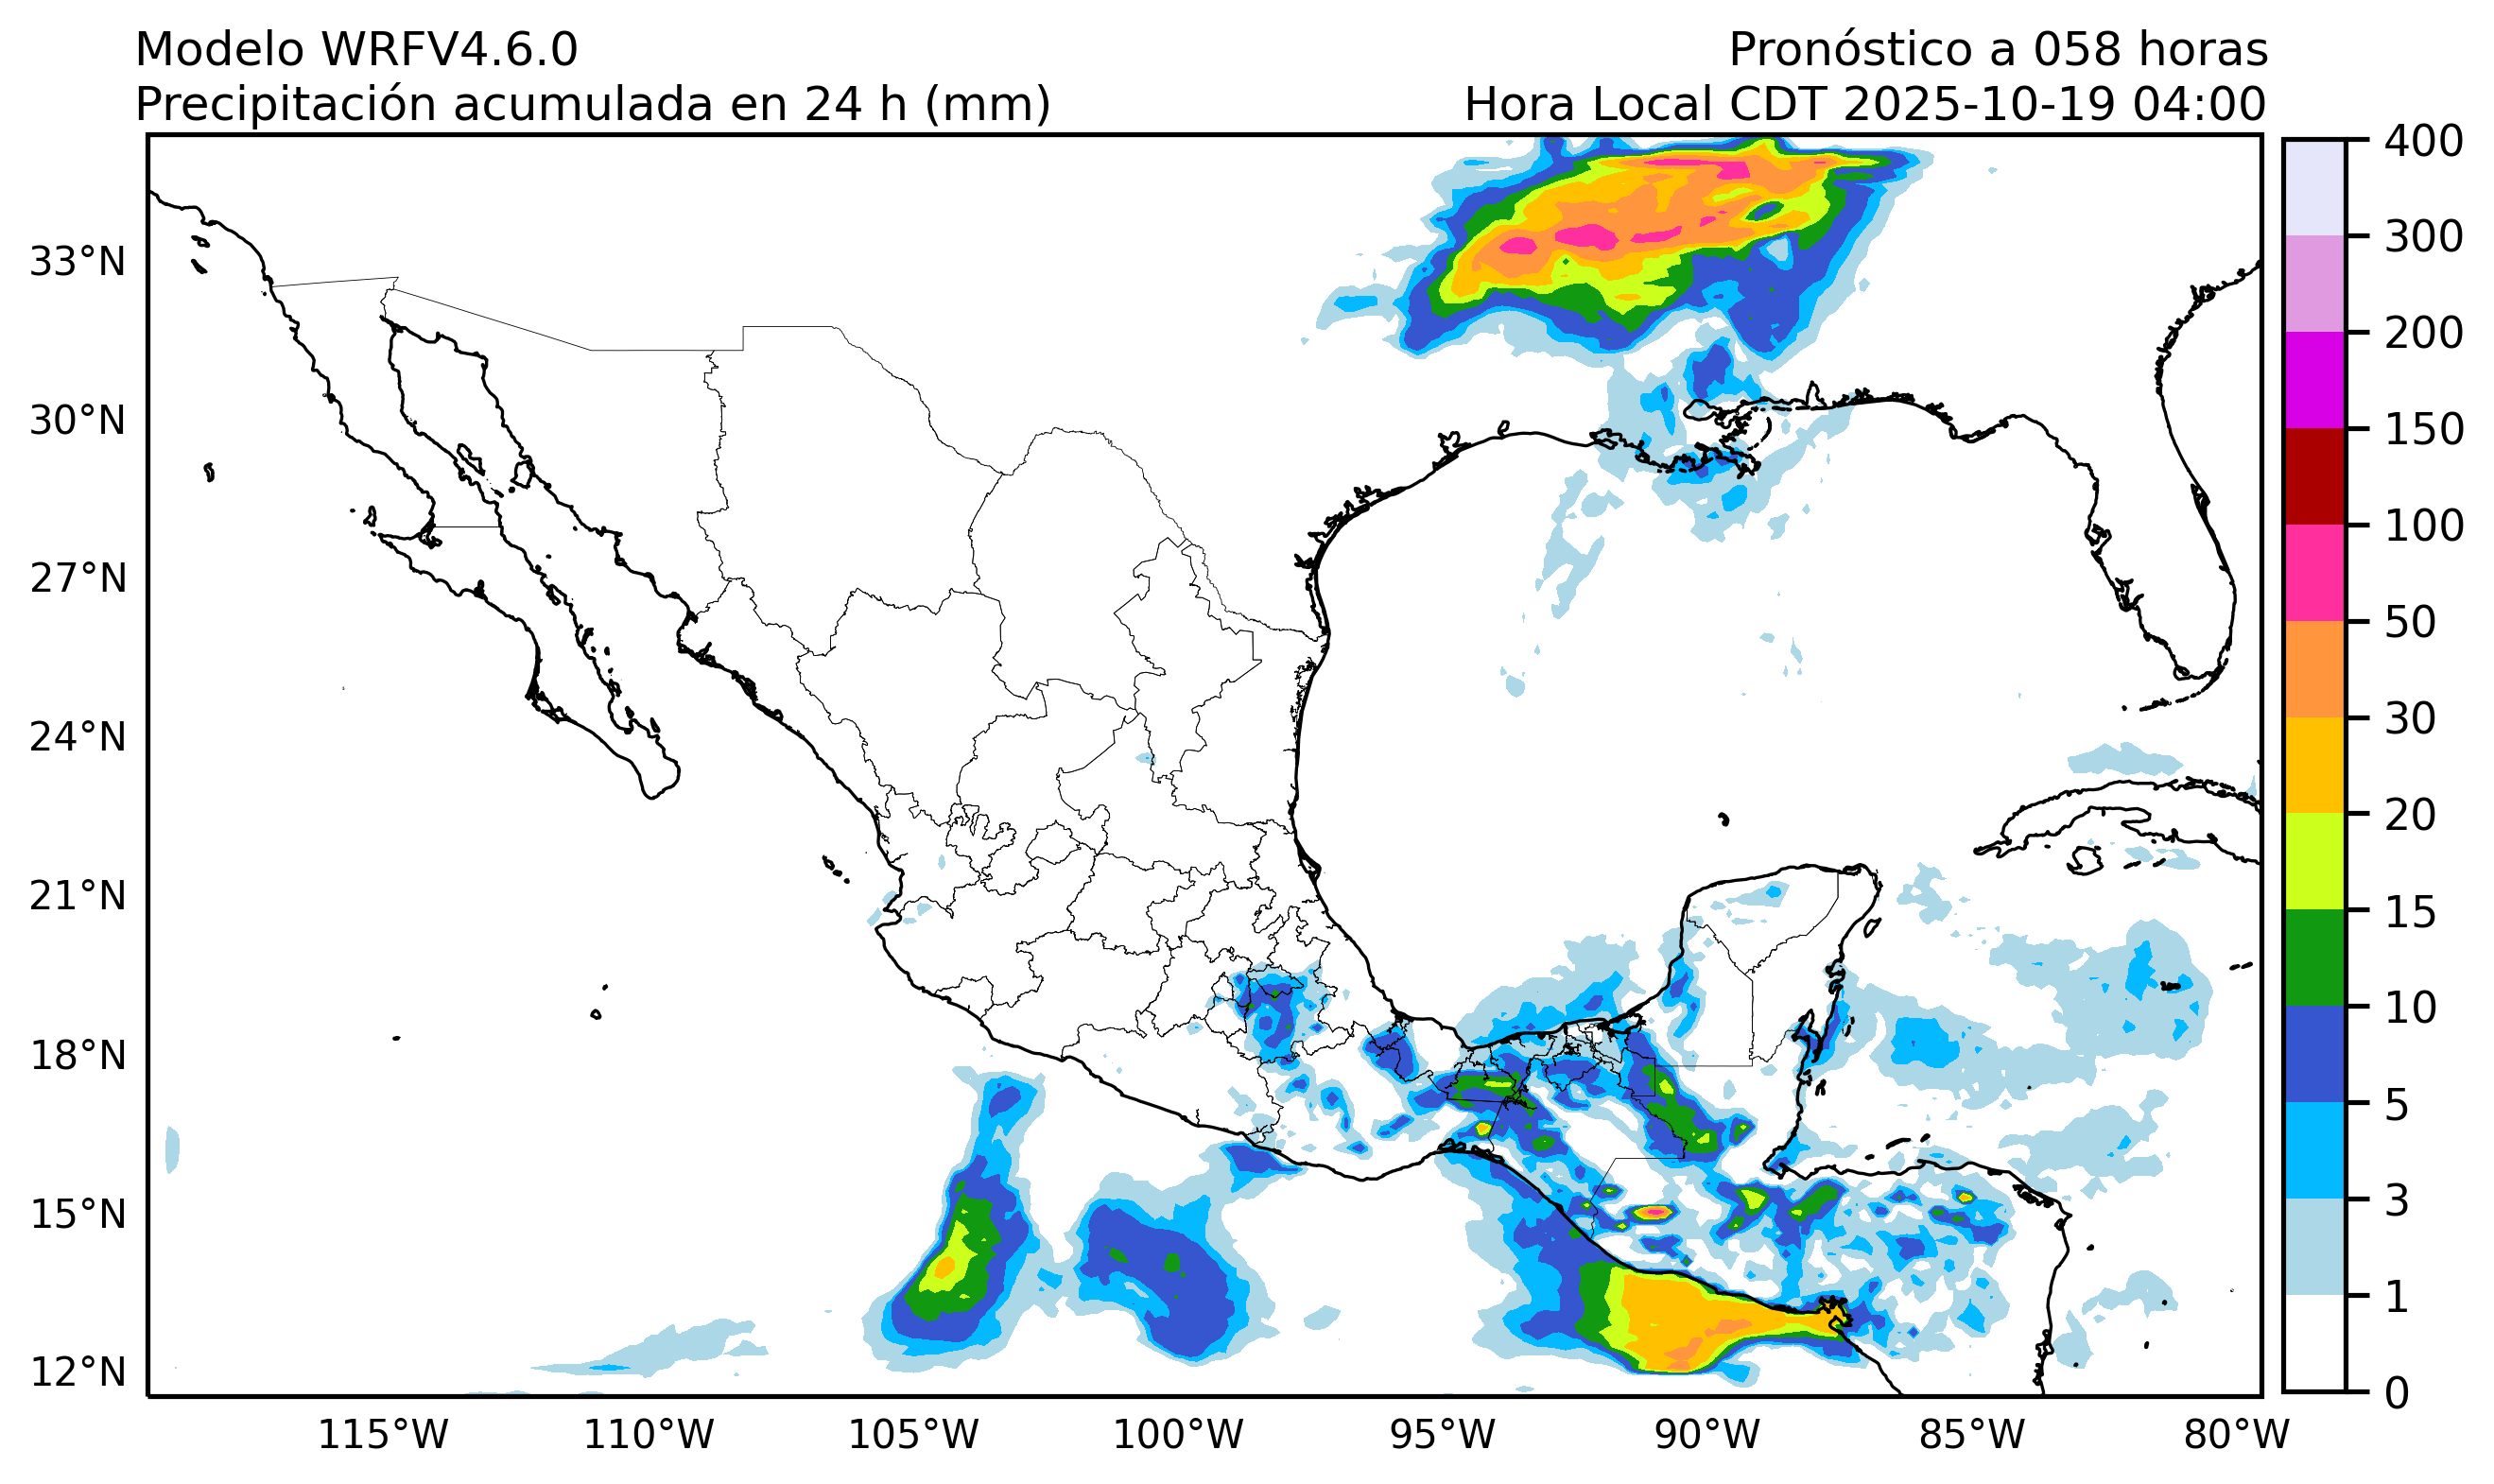 Modelo WRFV4.6.0
Pronóstico a 058 horas
Precipitación acumulada en 24 h (mm)
Hora Local CDT 2025-10-19 04:00
33°N
30°N
27°N
24°N
21°N
18°N
15°N
12°N
115°W
110°W
105°W
100°W
95°W
90°W
85°W
80°W
400
300
200
150
100
50
30
20
15
10
5
3
1
0